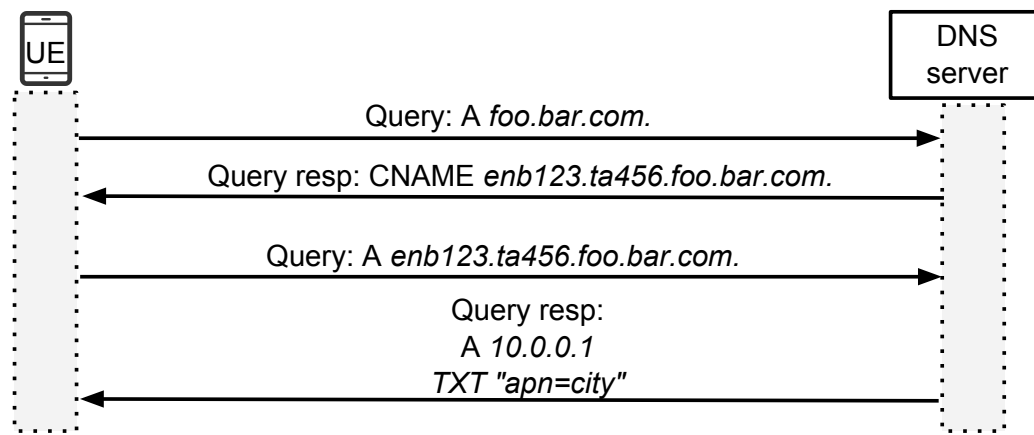 UE
DNS
server
Query: A foo.bar.com.
Query resp: CNAME enb123.ta456.foo.bar.com.
Query: A enb123.ta456.foo.bar.com.
Query resp:
A 10.0.0.1
TXT "apn=city"